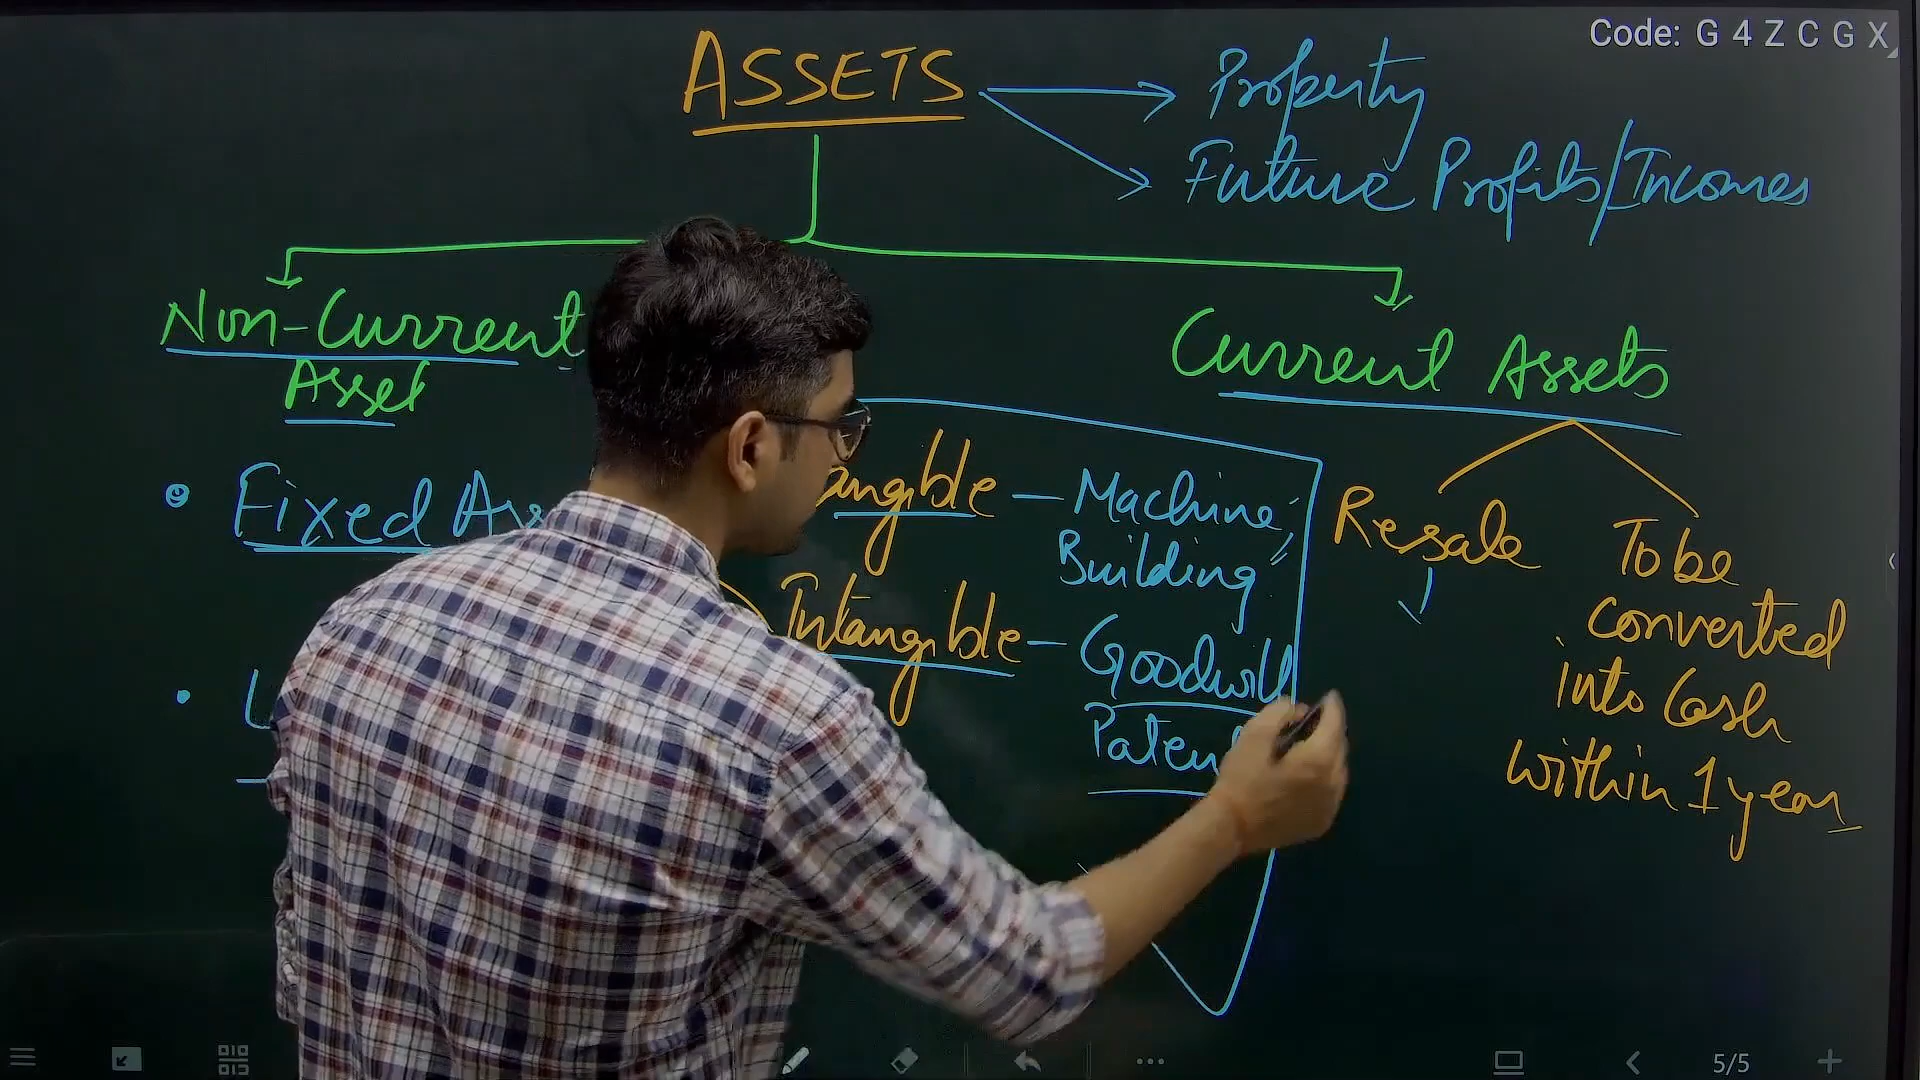 Code: G 4 Z C G X
ASSETS
Property
Future Profits/Incomes
Non-Current
Asset
Current Assets
Fixed
Tangible — Machine,
Building,
Intangible — Goodwill
Resale
To be
converted
into Cash
within 1 year
5/5